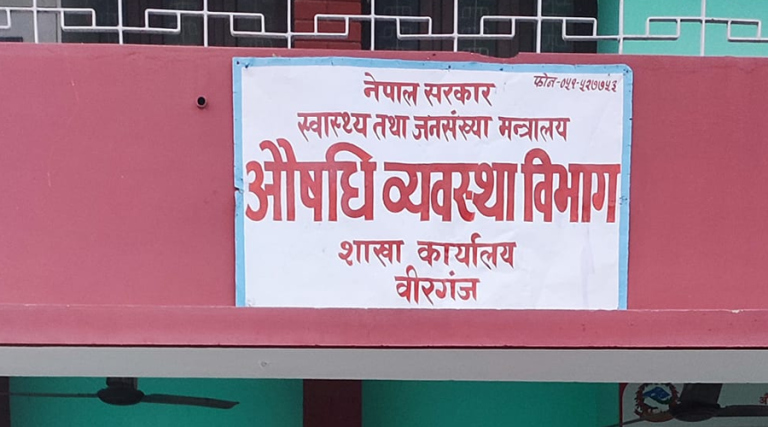 फोन-०५१-५२७७५३
नेपाल सरकार
स्वास्थ्य तथा जनसंख्या मन्त्रालय
औषधि व्यवस्था विभाग
शाखा कार्यालय
वीरगंज